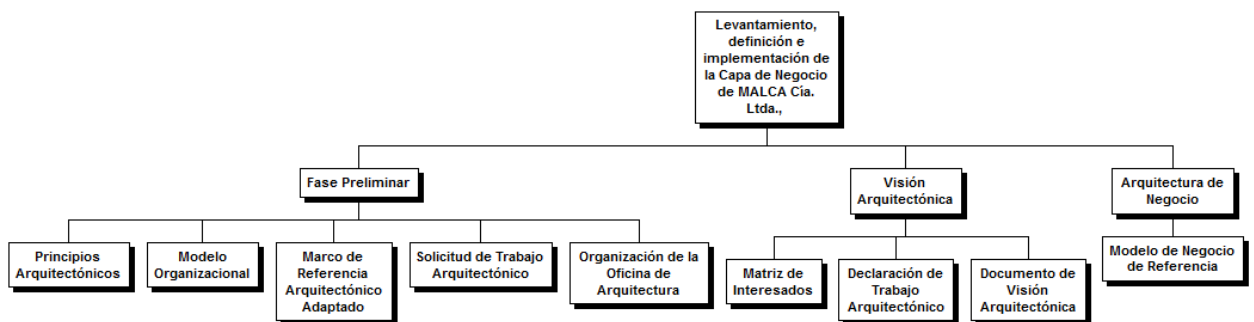 Levantamiento,
definición e
implementación de
la Capa de Negocio
de MALCA Cía.
Ltda.,
Fase Preliminar
Visión
Arquitectónica
Arquitectura de
Negocio
Principios
Arquitectónicos
Modelo
Organizacional
Marco de
Referencia
Arquitectónico
Adaptado
Solicitud de Trabajo
Arquitectónico
Organización de la
Oficina de
Arquitectura
Matriz de
Interesados
Declaración de
Trabajo
Arquitectónico
Documento de
Visión
Arquitectónica
Modelo de Negocio
de Referencia